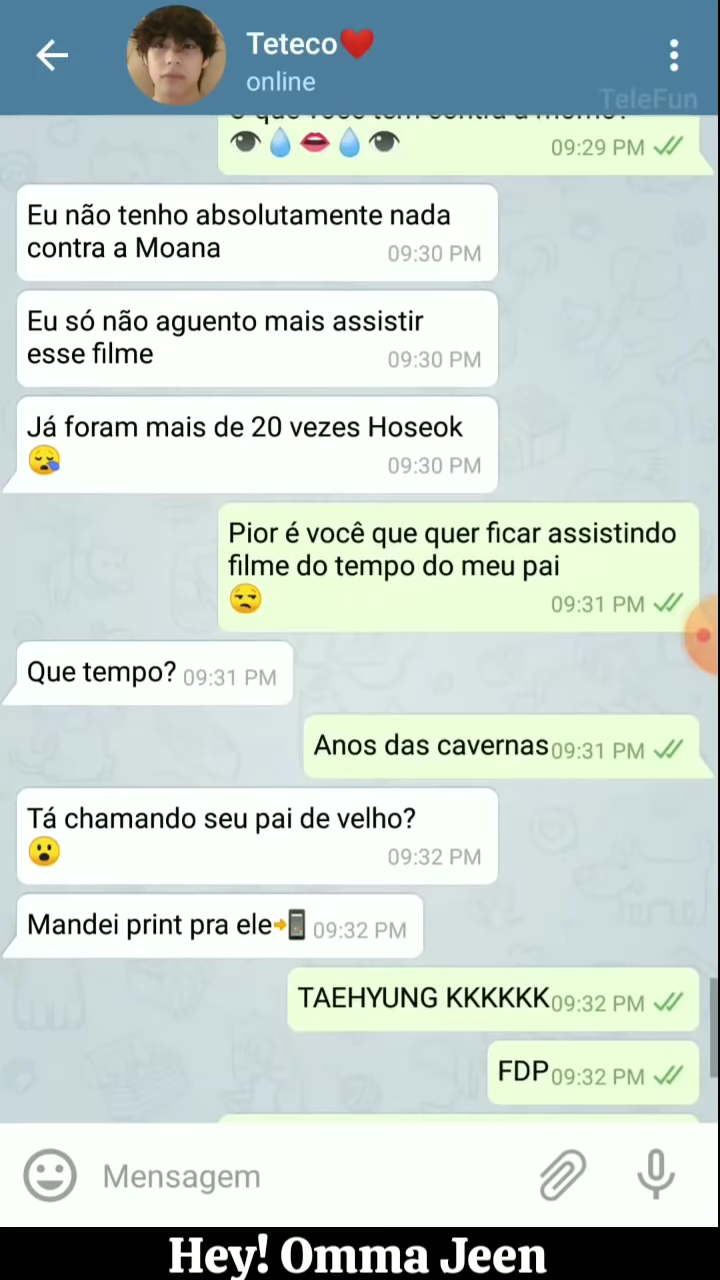 Teteco❤️
online
TeleFun
👁💧👄💧👁 09:29 PM
Eu não tenho absolutamente nada
contra a Moana 09:30 PM
Eu só não aguento mais assistir
esse filme 09:30 PM
Já foram mais de 20 vezes Hoseok
😪 09:30 PM
Pior é você que quer ficar assistindo
filme do tempo do meu pai
😒 09:31 PM
Que tempo? 09:31 PM
Anos das cavernas 09:31 PM
Tá chamando seu pai de velho?
😮 09:32 PM
Mandei print pra ele📲 09:32 PM
TAEHYUNG KKKKKK 09:32 PM
FDP 09:32 PM
Mensagem
Hey! Omma Jeen